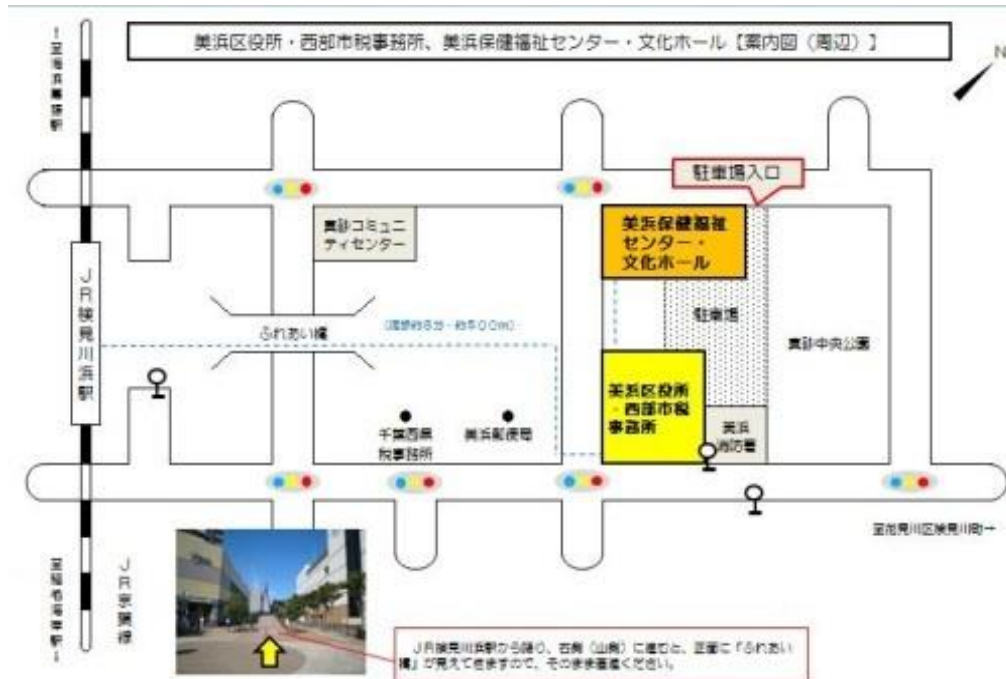 美浜区役所・西部市税事務所、美浜保健福祉センター・文化ホール【案内図(周辺)】
N
駐車場入口
美浜保健福祉
センター・
文化ホール
真砂コミュニ
ティセンター
駐車場
JR検見川浜駅
ふれあい橋
(徒歩約8分・約500m)
真砂中央公園
美浜区役所
・西部市税
事務所
美浜
消防署
千葉西県
税事務所
美浜郵便局
至花見川区検見川町→
至稲毛海岸駅→
JR京葉線
JR検見川浜駅から降り、右側(山側)に進むと、正面に「ふれあい
橋」が見えてきますので、そのまま直進ください。